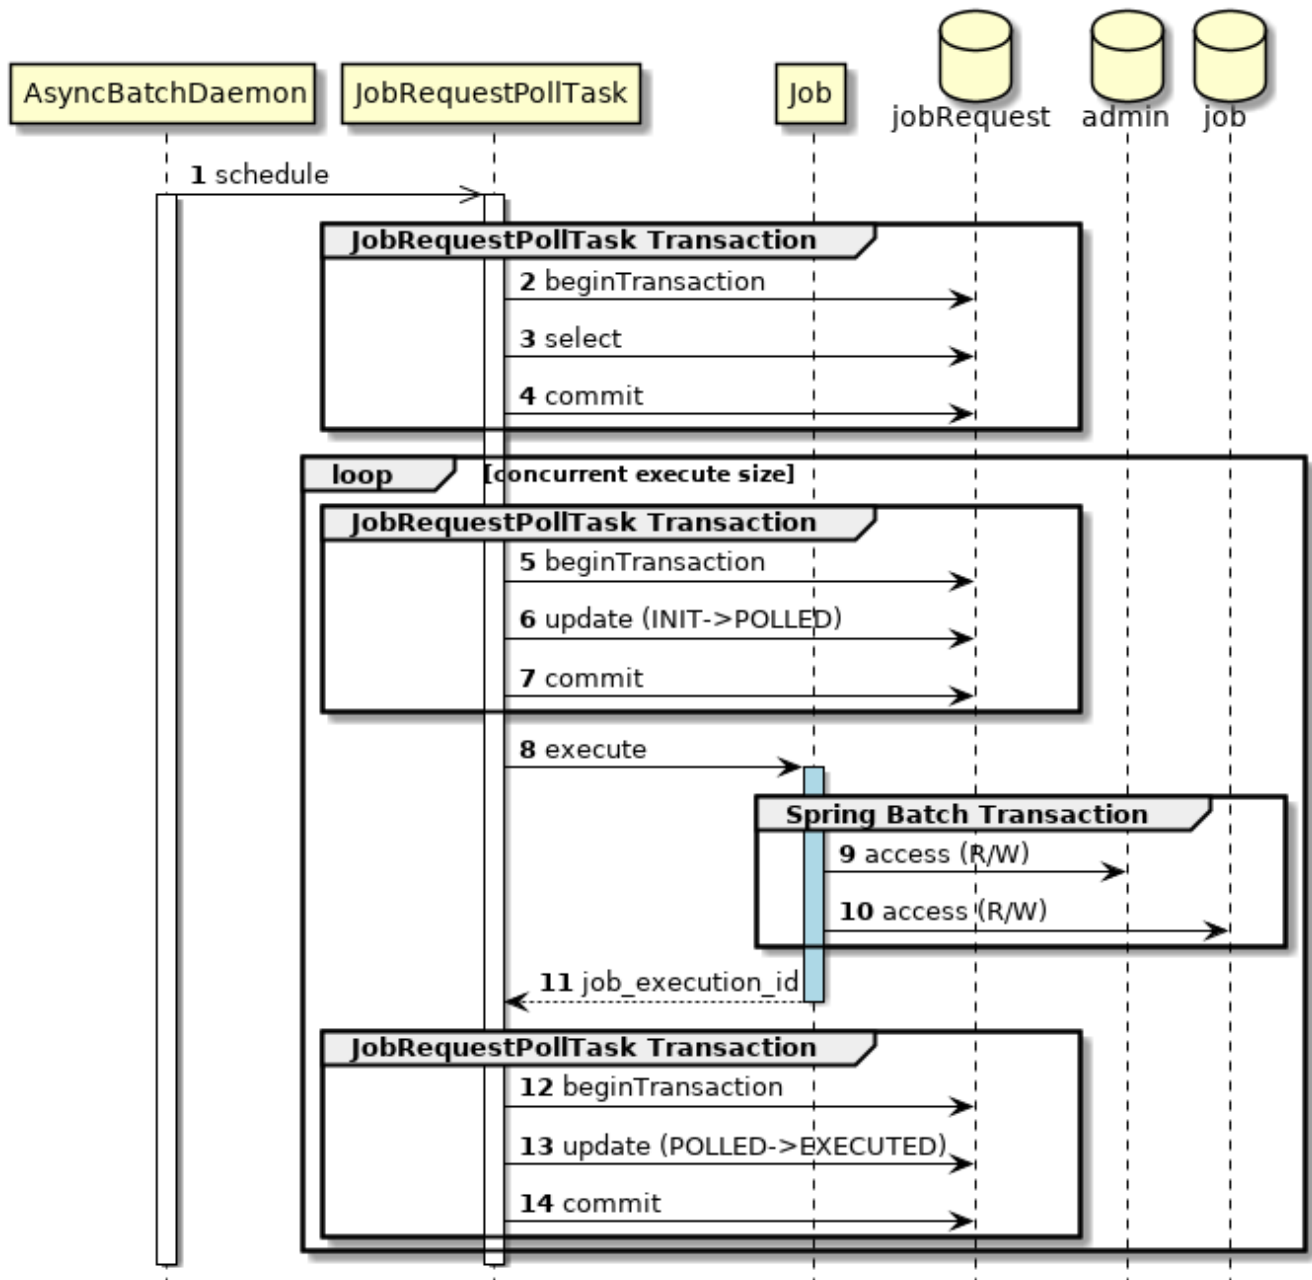 AsyncBatchDaemon
JobRequestPollTask
Job
jobRequest
admin
job
1 schedule
JobRequestPollTask Transaction
2 beginTransaction
3 select
4 commit
loop
[concurrent execute size]
JobRequestPollTask Transaction
5 beginTransaction
6 update (INIT->POLLED)
7 commit
8 execute
Spring Batch Transaction
9 access (R/W)
10 access (R/W)
11 job_execution_id
JobRequestPollTask Transaction
12 beginTransaction
13 update (POLLED->EXECUTED)
14 commit